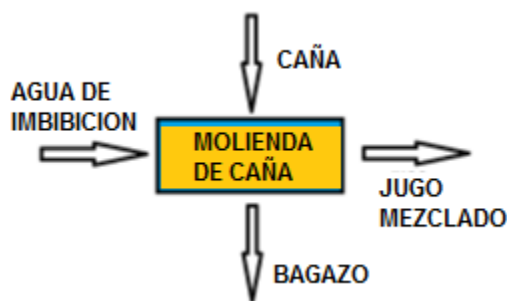 CAÑA
AGUA DE
IMBIBICION
MOLIENDA
DE CAÑA
JUGO
MEZCLADO
BAGAZO